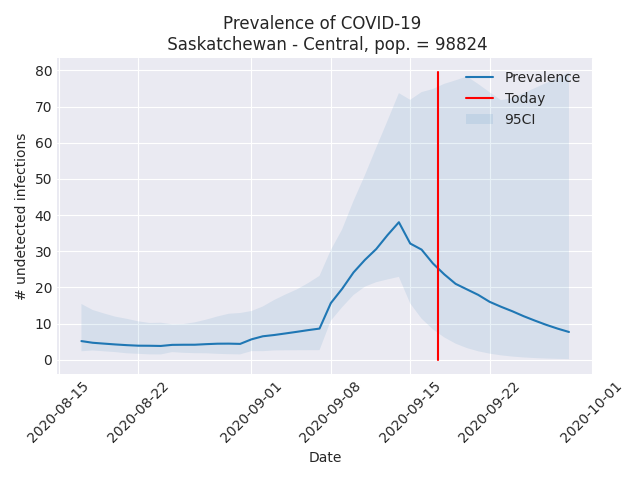 Prevalence of COVID-19
Saskatchewan - Central, pop. = 98824
80
70
60
50
40
30
20
10
0
# undetected infections
Prevalence
Today
95CI
2020-08-15
2020-08-22
2020-09-01
2020-09-08
2020-09-15
2020-09-22
2020-10-01
Date